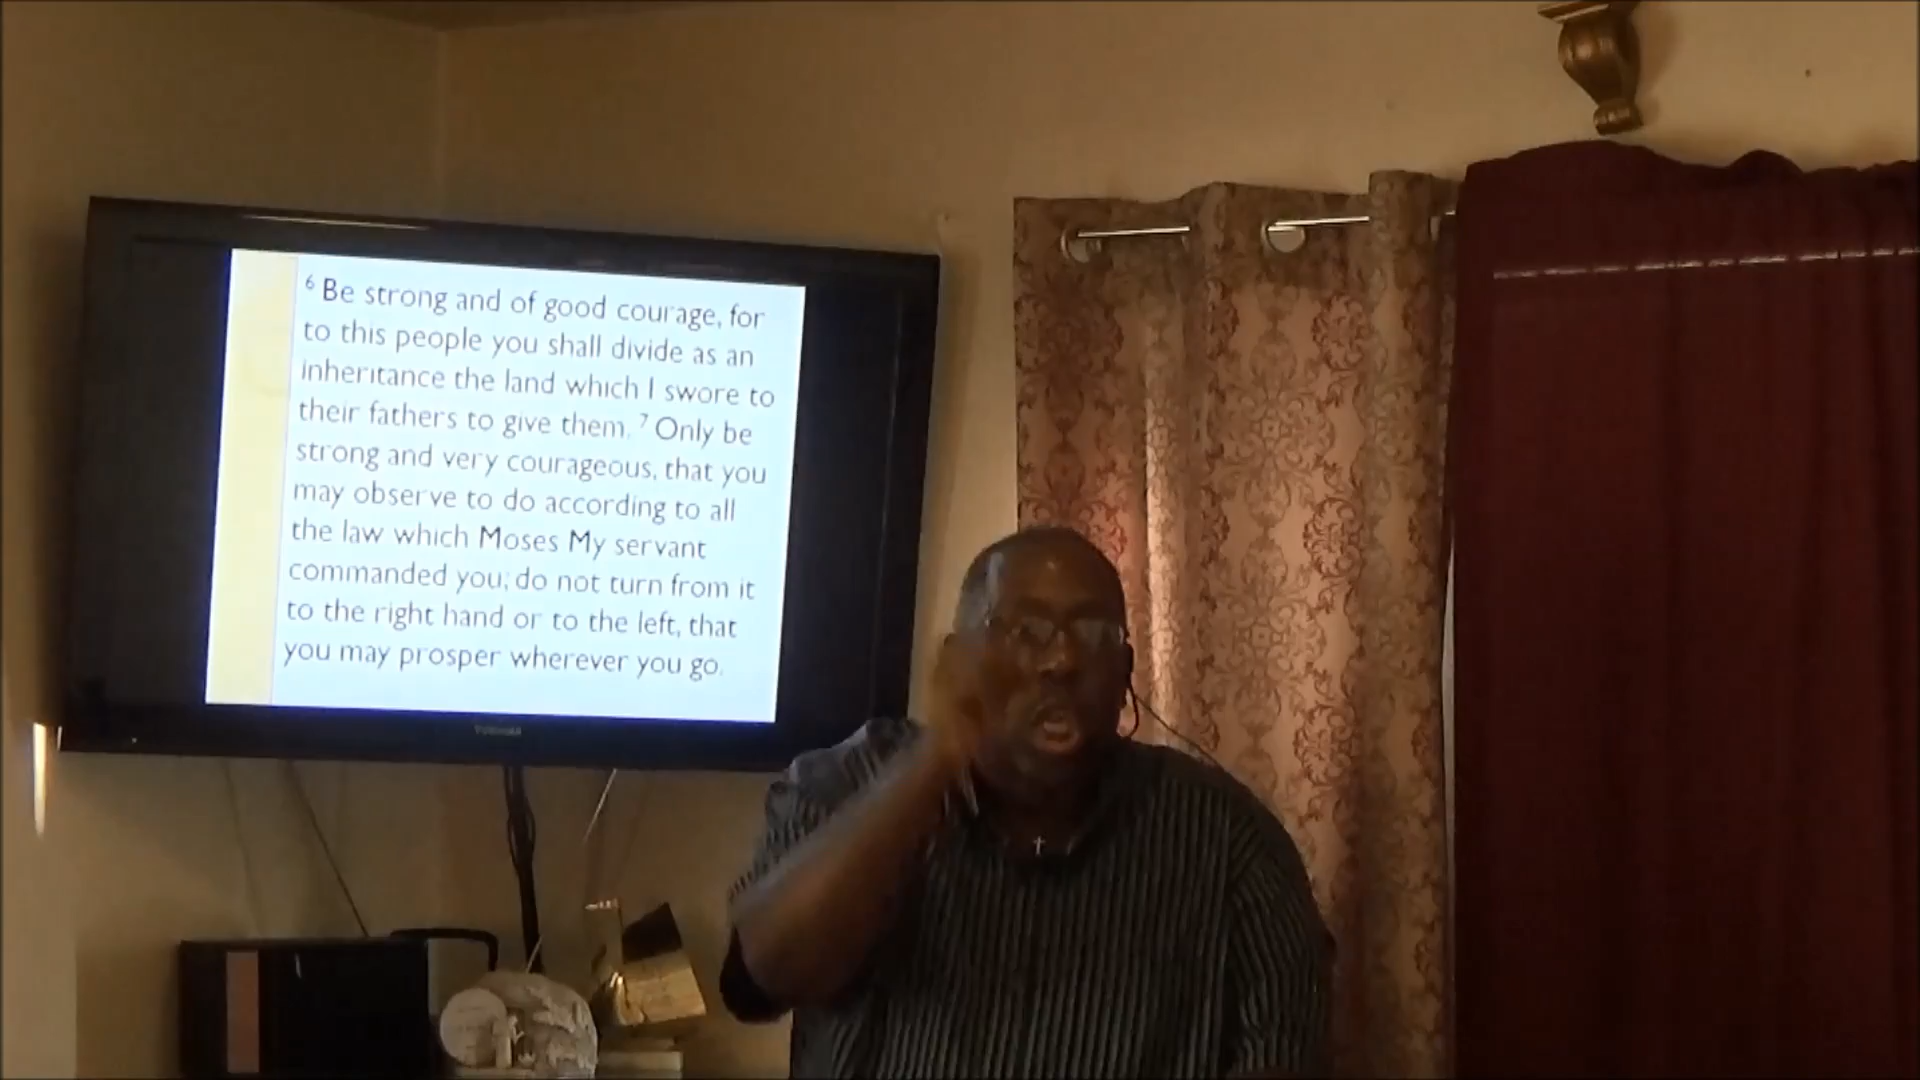 6 Be strong and of good courage, for
to this people you shall divide as an
inheritance the land which I swore to
their fathers to give them. 7 Only be
strong and very courageous, that you
may observe to do according to all
the law which Moses My servant
commanded you; do not turn from it
to the right hand or to the left, that
you may prosper wherever you go.
TOSHIBA